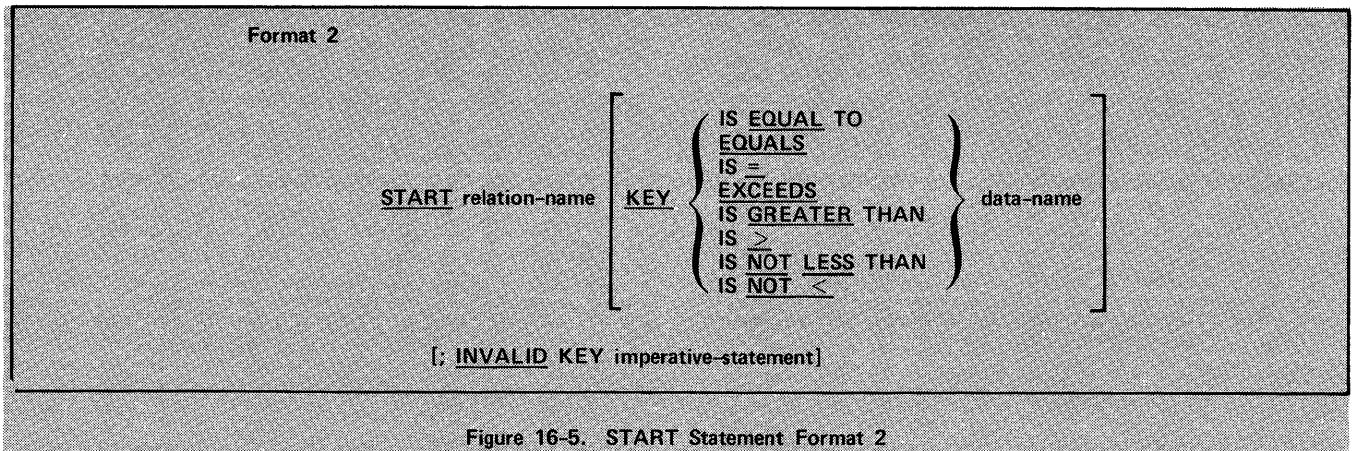 Format 2
IS EQUAL TO
EQUALS
IS =
EXCEEDS
START relation-name [ KEY { } data-name ]
IS GREATER THAN
IS >
IS NOT LESS THAN
IS NOT <
[; INVALID KEY imperative-statement]
Figure 16-5. START Statement Format 2